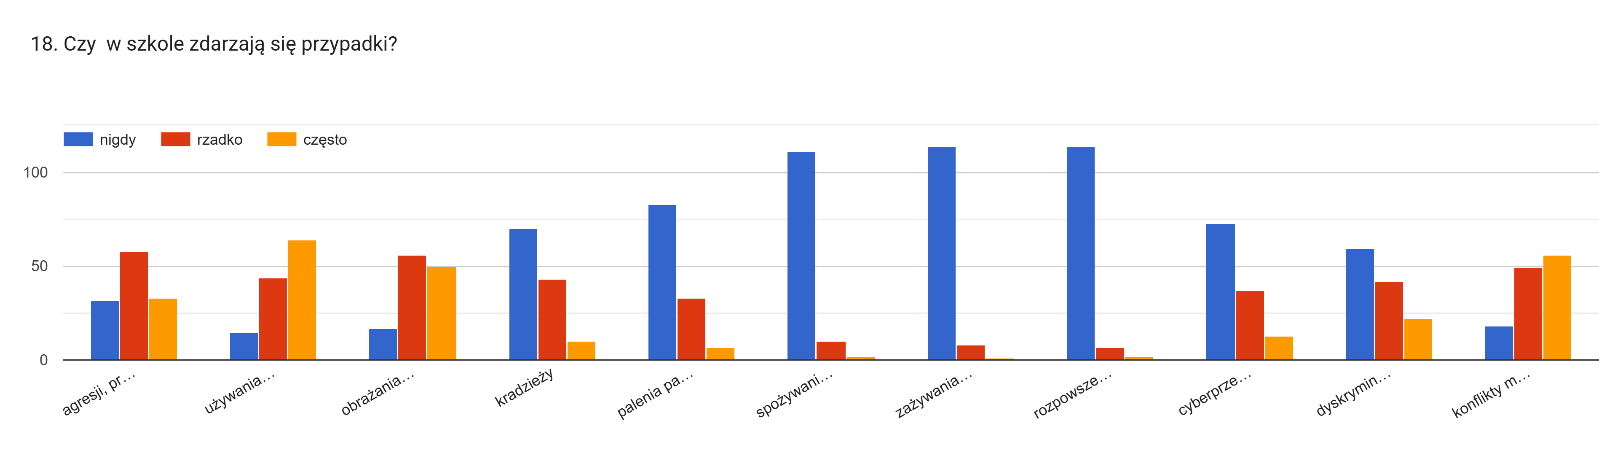 18. Czy  w szkole zdarzają się przypadki?
nigdy rzadko często
100
50
0
agresji, pr…
używania…
obrażania…
kradzieży
palenia pa…
spożywani…
zażywania…
rozpowsze…
cyberprze…
dyskrymin…
konflikty m…